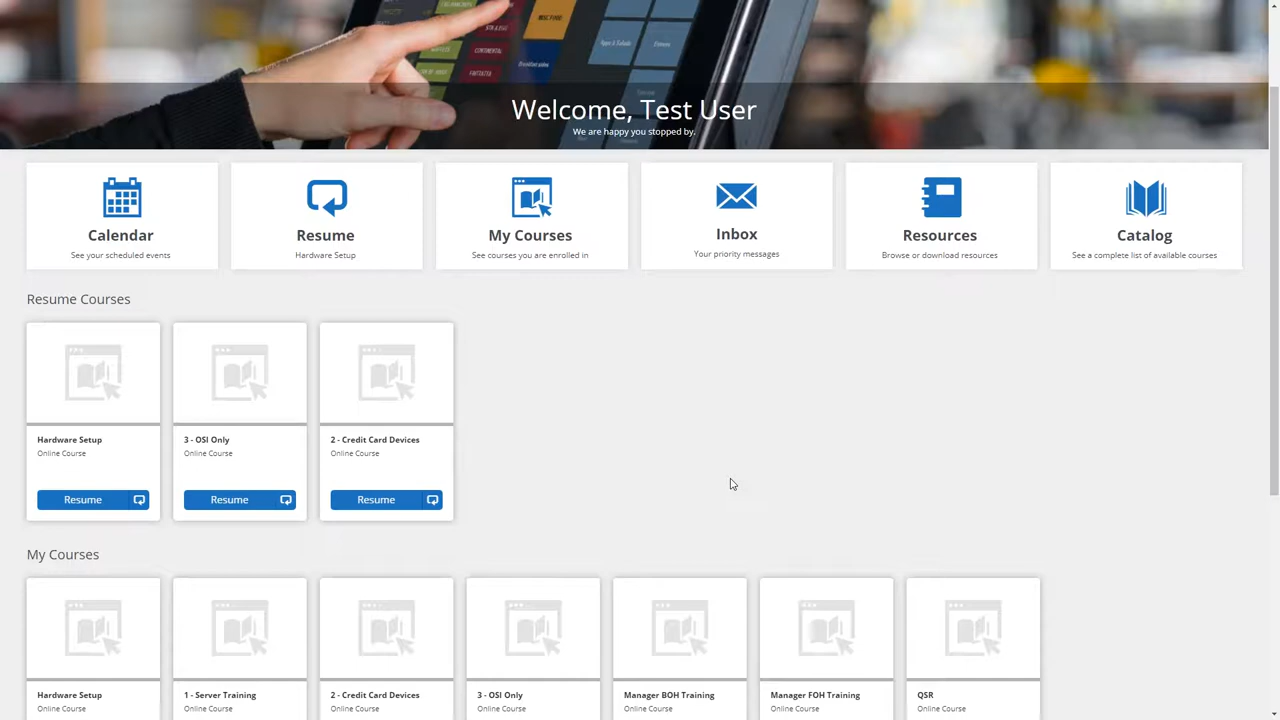 CONTINENTAL
Welcome, Test User
We are happy you stopped by.
Calendar
See your scheduled events
Resume
Hardware Setup
My Courses
See courses you are enrolled in
Inbox
Your priority messages
Resources
Browse or download resources
Catalog
See a complete list of available courses
Resume Courses
Hardware Setup
Online Course
Resume
3 - OSI Only
Online Course
Resume
2 - Credit Card Devices
Online Course
Resume
My Courses
Hardware Setup
Online Course
1 - Server Training
Online Course
2 - Credit Card Devices
Online Course
3 - OSI Only
Online Course
Manager BOH Training
Online Course
Manager FOH Training
Online Course
QSR
Online Course